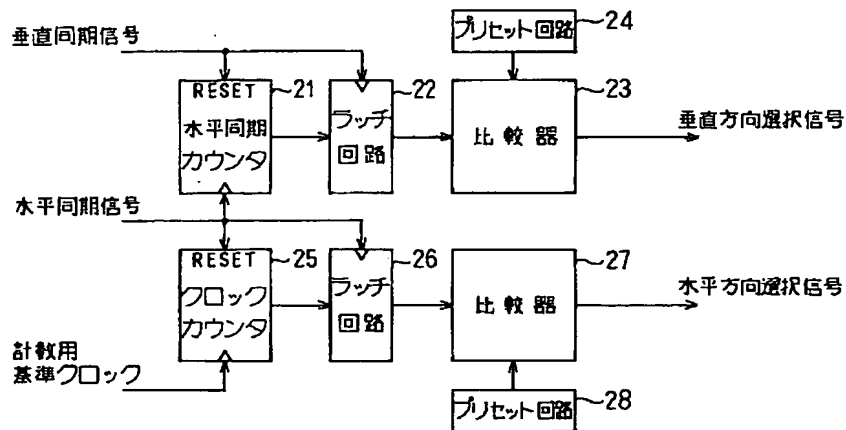 垂直同期信号
プリセット回路
24
RESET
21
水平同期
カウンタ
22
ラッチ
回路
23
比較器
垂直方向選択信号
水平同期信号
RESET
25
クロック
カウンタ
26
ラッチ
回路
27
比較器
水平方向選択信号
計数用
基準クロック
プリセット回路
28